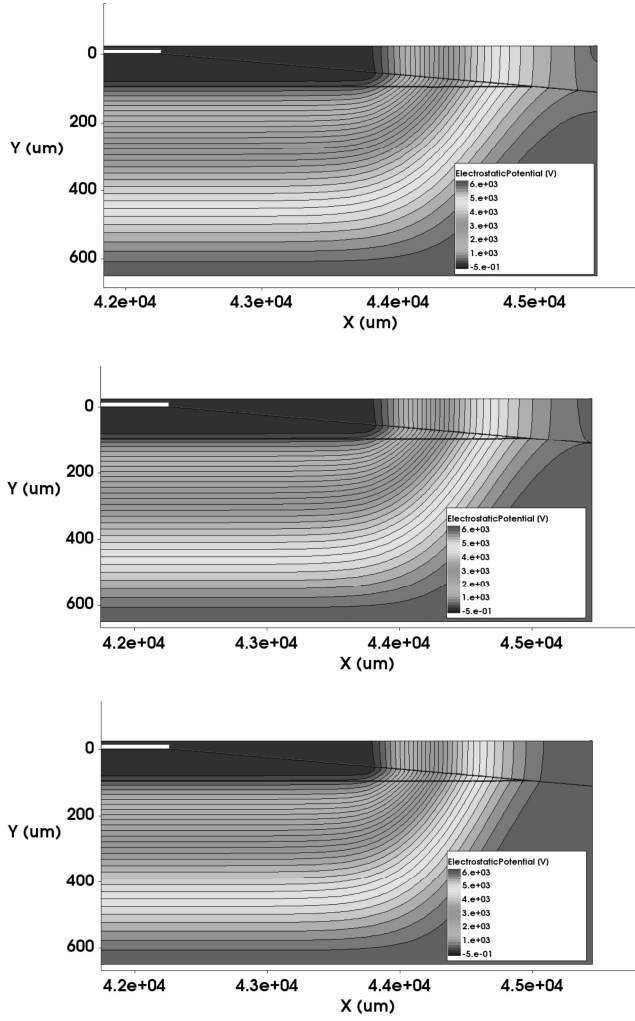 0
200
Y (um)
400
600
ElectrostaticPotential (V)
6.e+03
5.e+03
4.e+03
3.e+03
2.e+03
1.e+03
-5.e-01
4.2e+04 4.3e+04 4.4e+04 4.5e+04
X (um)
0
200
Y (um)
400
600
ElectrostaticPotential (V)
6.e+03
5.e+03
4.e+03
3.e+03
2.e+03
1.e+03
-5.e-01
4.2e+04 4.3e+04 4.4e+04 4.5e+04
X (um)
0
200
Y (um)
400
600
ElectrostaticPotential (V)
6.e+03
5.e+03
4.e+03
3.e+03
2.e+03
1.e+03
-5.e-01
4.2e+04 4.3e+04 4.4e+04 4.5e+04
X (um)